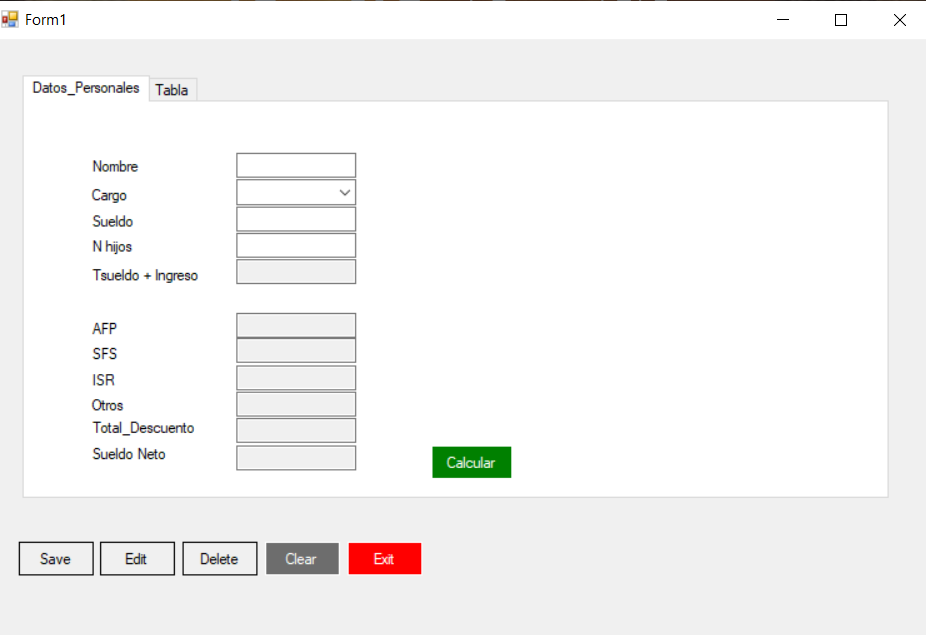 Form1
Datos_Personales Tabla
Nombre
Cargo
Sueldo
N hijos
Tsueldo + Ingreso
AFP
SFS
ISR
Otros
Total_Descuento
Sueldo Neto
Calcular
Save Edit Delete Clear Exit